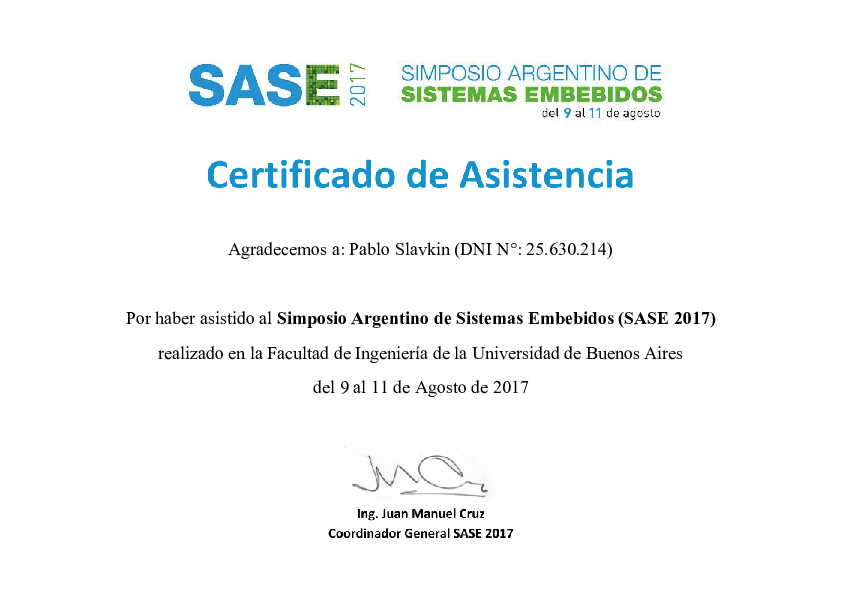 SASE 2017
SIMPOSIO ARGENTINO DE
SISTEMAS EMBEBIDOS
del 9 al 11 de agosto
Certificado de Asistencia
Agradecemos a: Pablo Slavkin (DNI N°: 25.630.214)
Por haber asistido al Simposio Argentino de Sistemas Embebidos (SASE 2017)
realizado en la Facultad de Ingeniería de la Universidad de Buenos Aires
del 9 al 11 de Agosto de 2017
Ing. Juan Manuel Cruz
Coordinador General SASE 2017